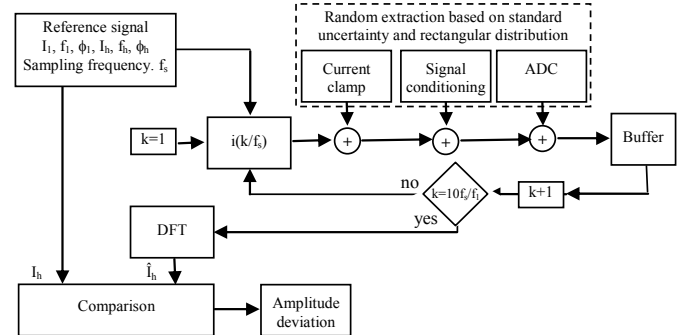 Reference signal
I₁, f₁, ϕ₁, Iₕ, fₕ, ϕₕ
Sampling frequency. fₛ
Random extraction based on standard
uncertainty and rectangular distribution
Current
clamp
Signal
conditioning
ADC
k=1
i(k/fₛ)
+
+
+
Buffer
no
k=10fₛ/f₁
k+1
yes
DFT
Iₕ
Îₕ
Comparison
Amplitude
deviation